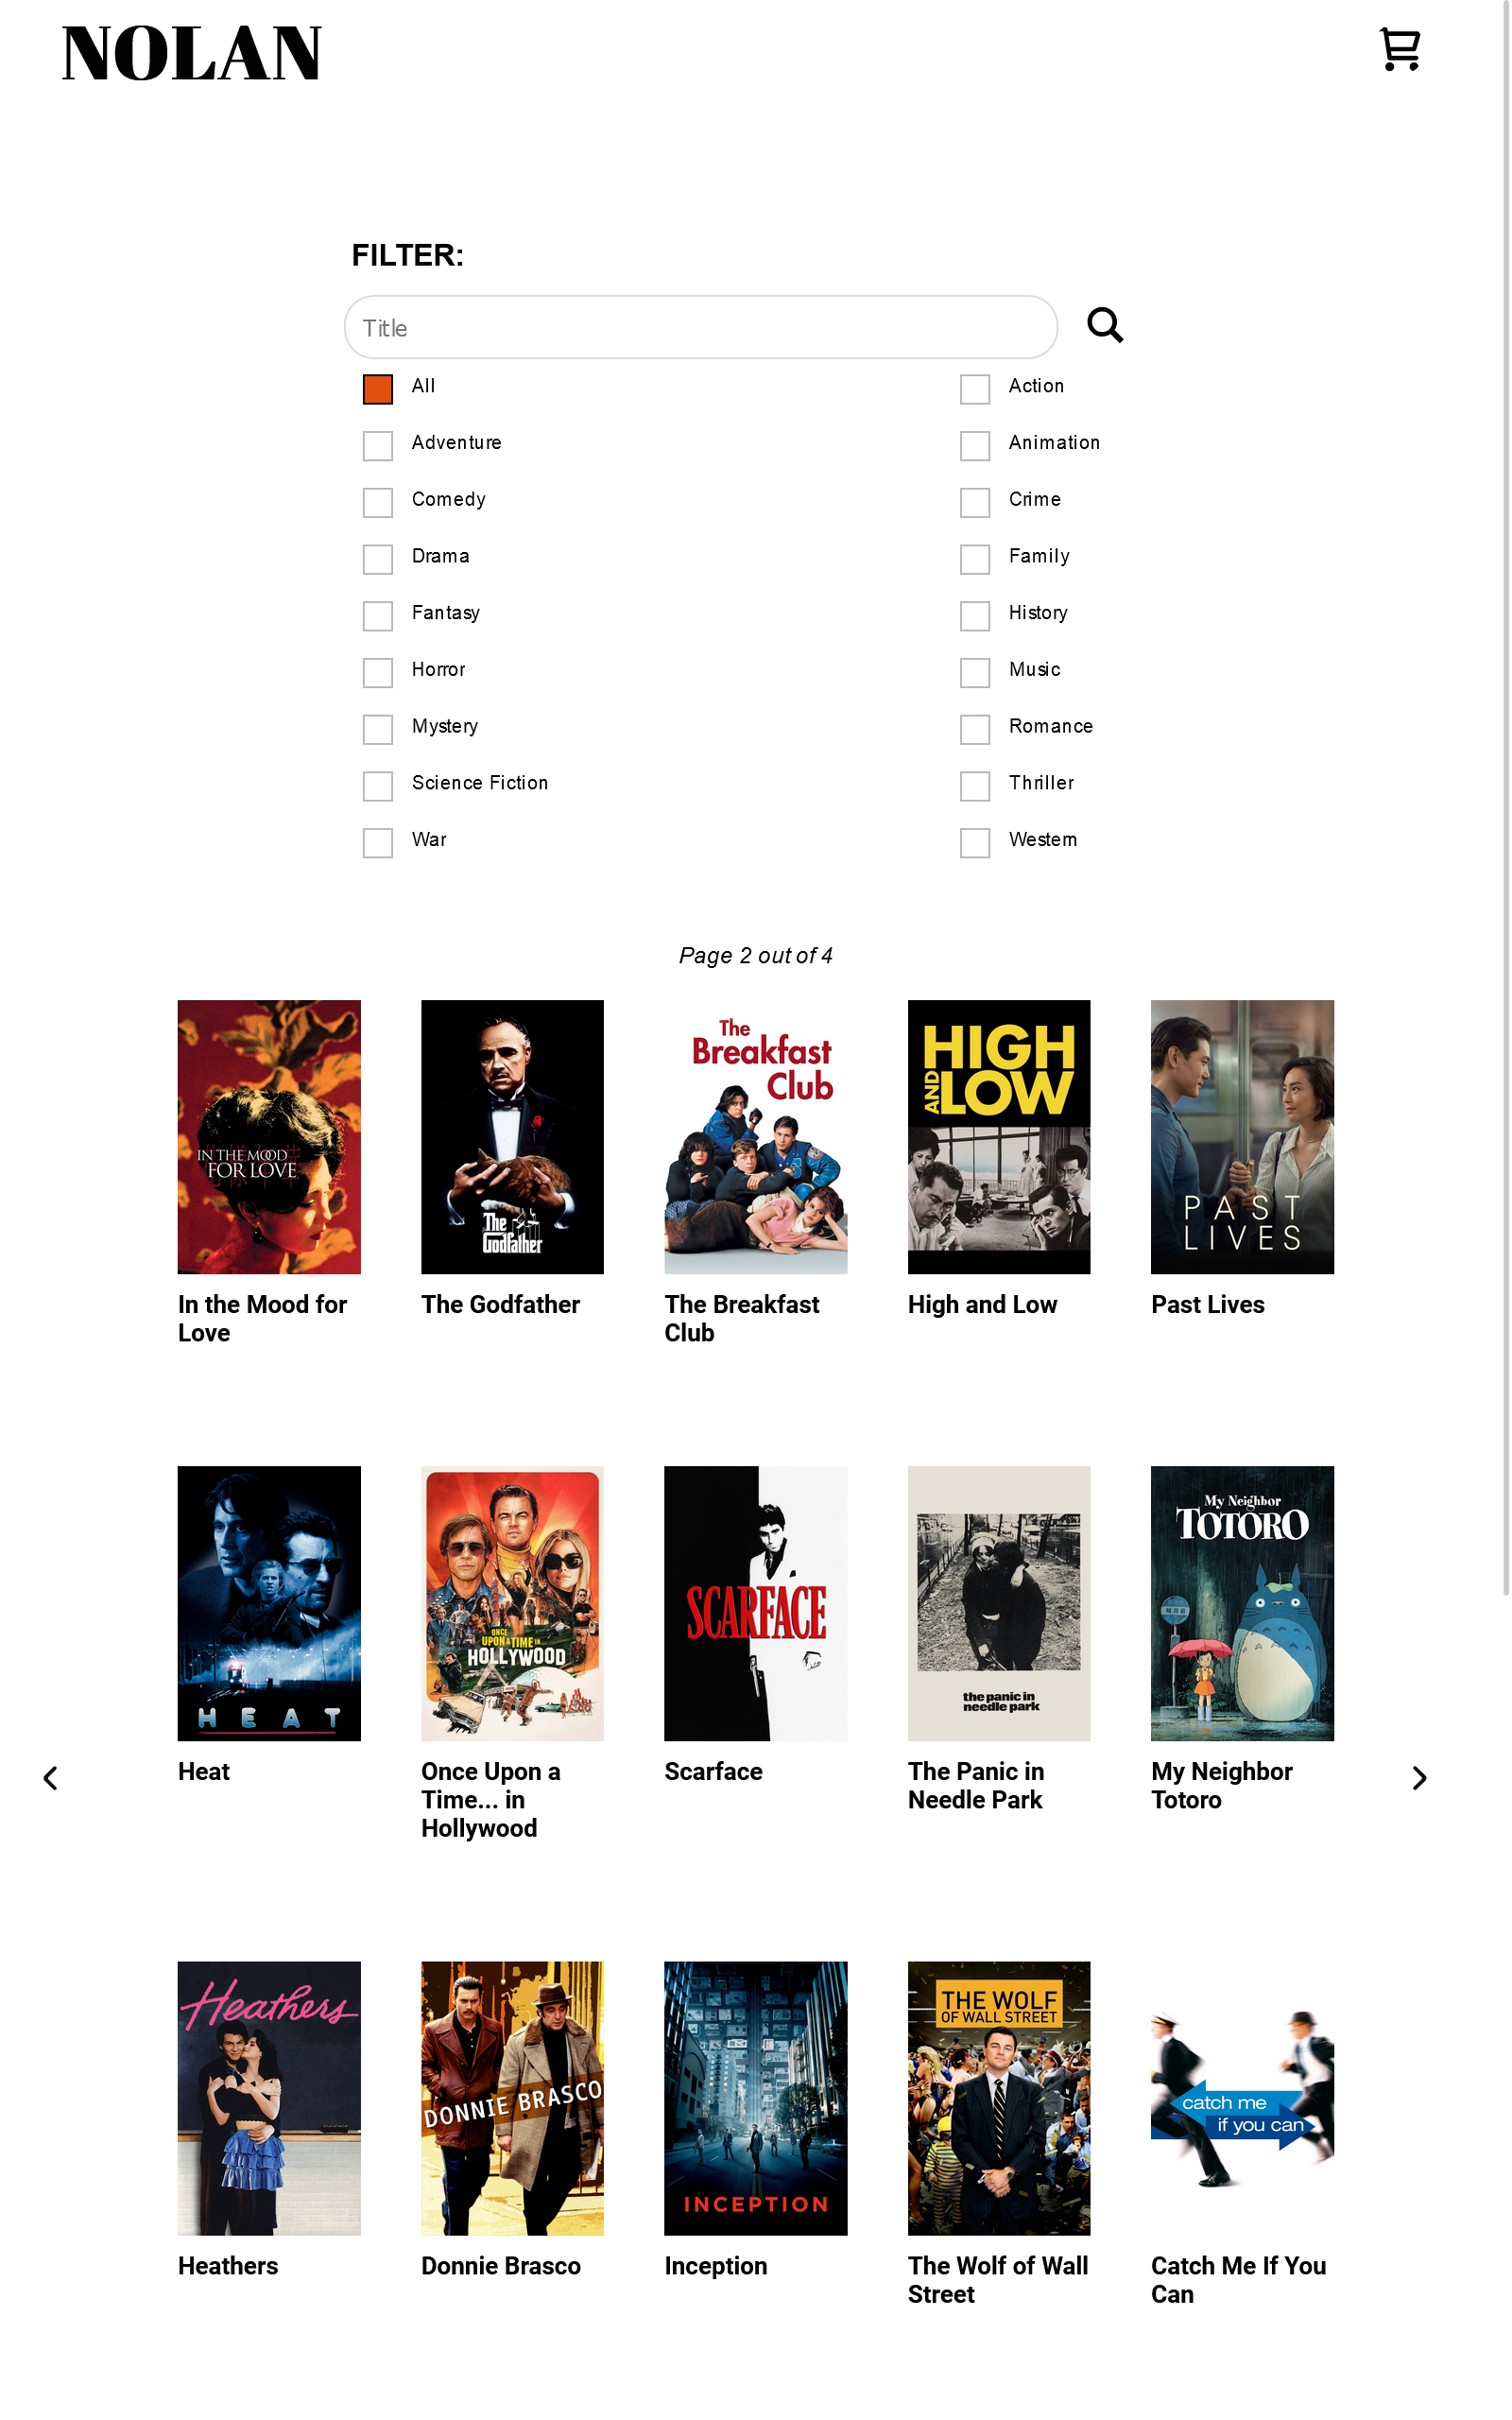 NOLAN
FILTER:
Title
All
Action
Adventure
Animation
Comedy
Crime
Drama
Family
Fantasy
History
Horror
Music
Mystery
Romance
Science Fiction
Thriller
War
Western
Page 2 out of 4
IN THE MOOD
FOR LOVE
The
Godfather
The
Breakfast
Club
HIGH
AND LOW
PAST
LIVES
In the Mood for
Love
The Godfather
The Breakfast
Club
High and Low
Past Lives
HEAT
ONCE
UPON A TIME IN
HOLLYWOOD
SCARFACE
the panic in
needle park
My Neighbor
TOTORO
Heat
Once Upon a
Time... in
Hollywood
Scarface
The Panic in
Needle Park
My Neighbor
Totoro
Heathers
DONNIE BRASCO
INCEPTION
THE WOLF
OF WALL STREET
catch me
if you can
Heathers
Donnie Brasco
Inception
The Wolf of Wall
Street
Catch Me If You
Can